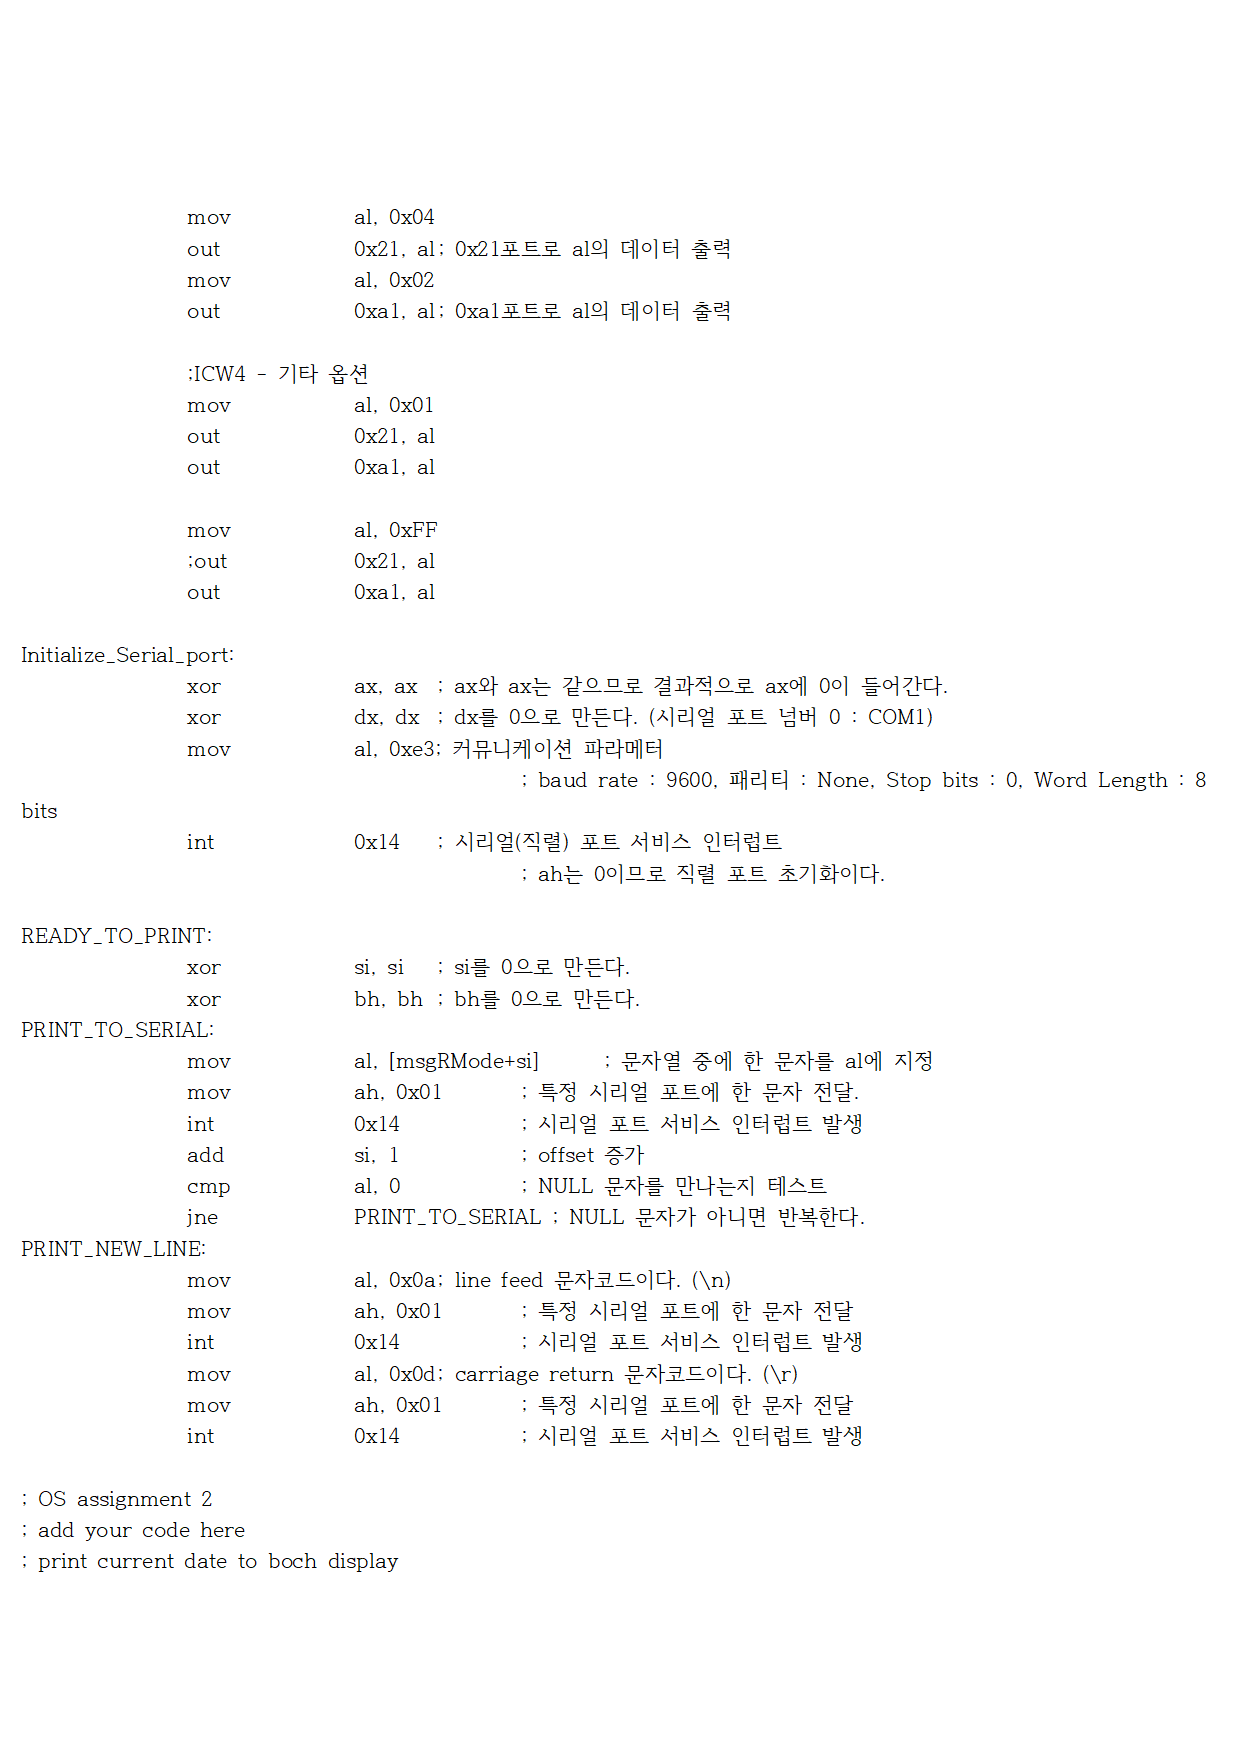 mov al, 0x04
out 0x21, al; 0x21포트로 al의 데이터 출력
mov al, 0x02
out 0xa1, al; 0xa1포트로 al의 데이터 출력
;ICW4 - 기타 옵션
mov al, 0x01
out 0x21, al
out 0xa1, al
mov al, 0xFF
;out 0x21, al
out 0xa1, al
Initialize_Serial_port:
xor ax, ax ; ax와 ax는 같으므로 결과적으로 ax에 0이 들어간다.
xor dx, dx ; dx를 0으로 만든다. (시리얼 포트 넘버 0 : COM1)
mov al, 0xe3; 커뮤니케이션 파라메터
; baud rate : 9600, 패리티 : None, Stop bits : 0, Word Length : 8
bits
int 0x14 ; 시리얼(직렬) 포트 서비스 인터럽트
; ah는 0이므로 직렬 포트 초기화이다.
READY_TO_PRINT:
xor si, si ; si를 0으로 만든다.
xor bh, bh ; bh를 0으로 만든다.
PRINT_TO_SERIAL:
mov al, [msgRMode+si] ; 문자열 중에 한 문자를 al에 지정
mov ah, 0x01 ; 특정 시리얼 포트에 한 문자 전달.
int 0x14 ; 시리얼 포트 서비스 인터럽트 발생
add si, 1 ; offset 증가
cmp al, 0 ; NULL 문자를 만나는지 테스트
jne PRINT_TO_SERIAL ; NULL 문자가 아니면 반복한다.
PRINT_NEW_LINE:
mov al, 0x0a; line feed 문자코드이다. (\n)
mov ah, 0x01 ; 특정 시리얼 포트에 한 문자 전달
int 0x14 ; 시리얼 포트 서비스 인터럽트 발생
mov al, 0x0d; carriage return 문자코드이다. (\r)
mov ah, 0x01 ; 특정 시리얼 포트에 한 문자 전달
int 0x14 ; 시리얼 포트 서비스 인터럽트 발생
; OS assignment 2
; add your code here
; print current date to boch display